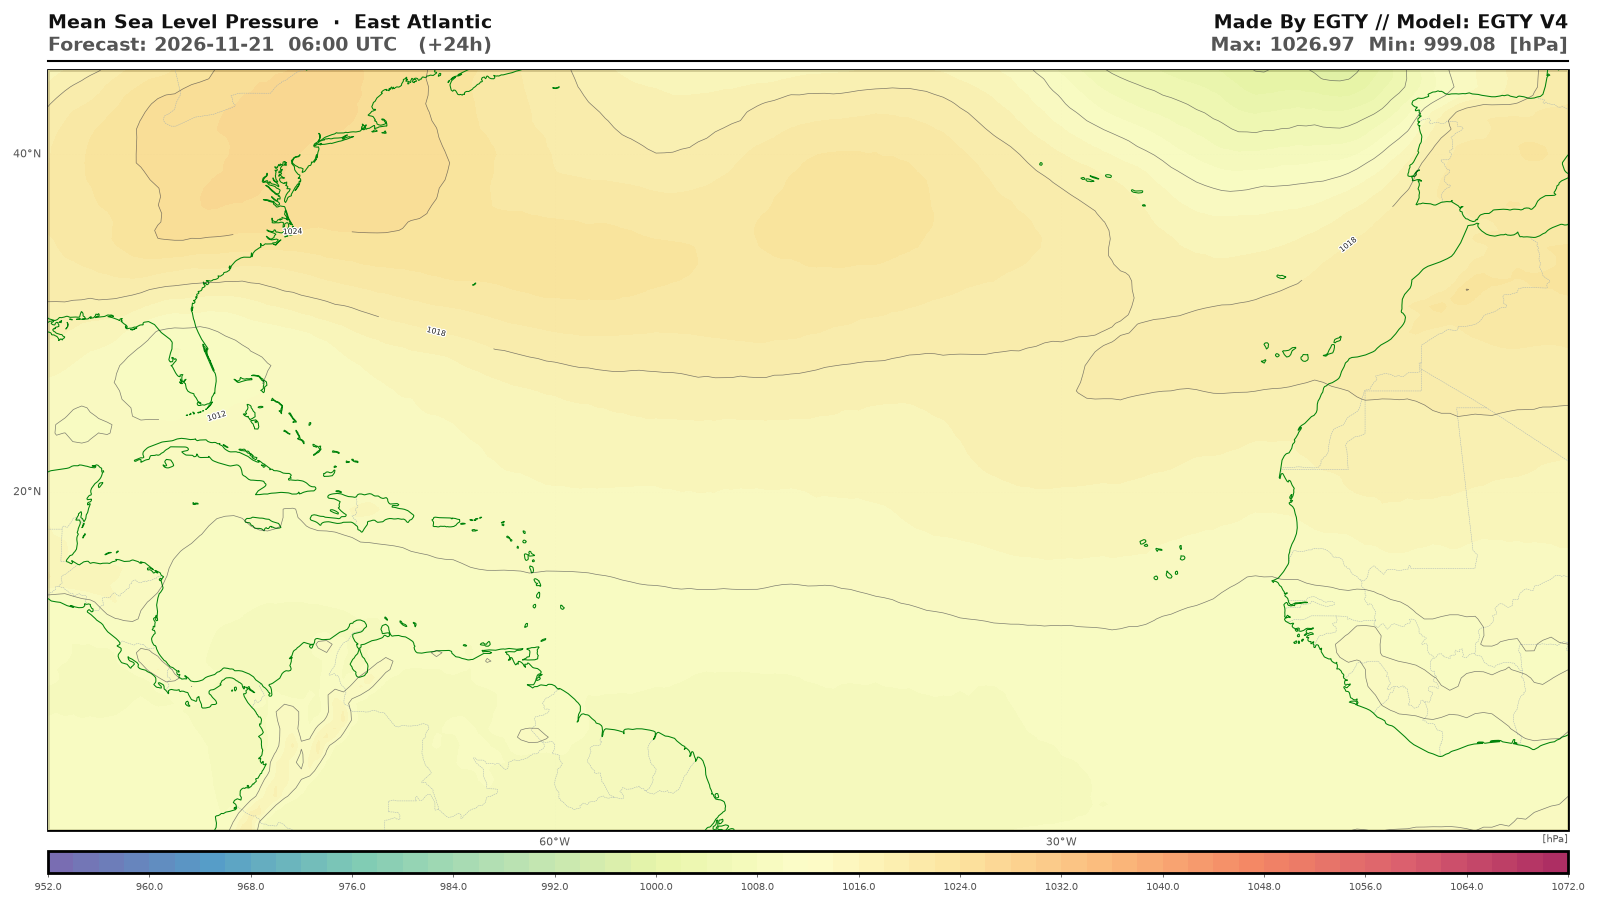 Mean Sea Level Pressure · East Atlantic
Made By EGTY // Model: EGTY V4
Forecast: 2026-11-21 06:00 UTC (+24h)
Max: 1026.97 Min: 999.08 [hPa]
40°N
1024
1018
1018
1012
20°N
60°W
30°W
[hPa]
952.0 960.0 968.0 976.0 984.0 992.0 1000.0 1008.0 1016.0 1024.0 1032.0 1040.0 1048.0 1056.0 1064.0 1072.0